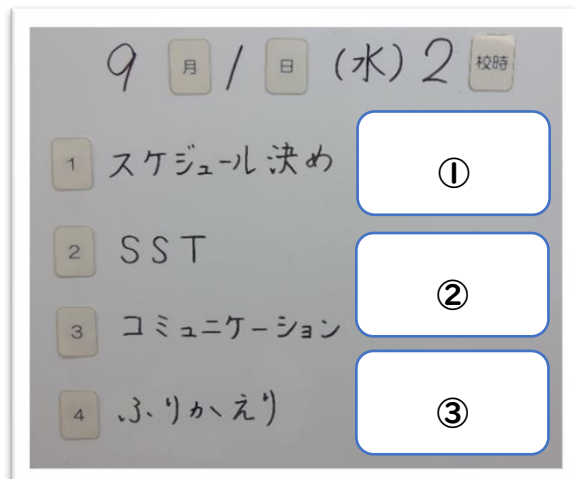 9月1日(水)2校時
1 スケジュール決め
①
2 SST
②
3 コミュニケーション
4 ふりかえり
③